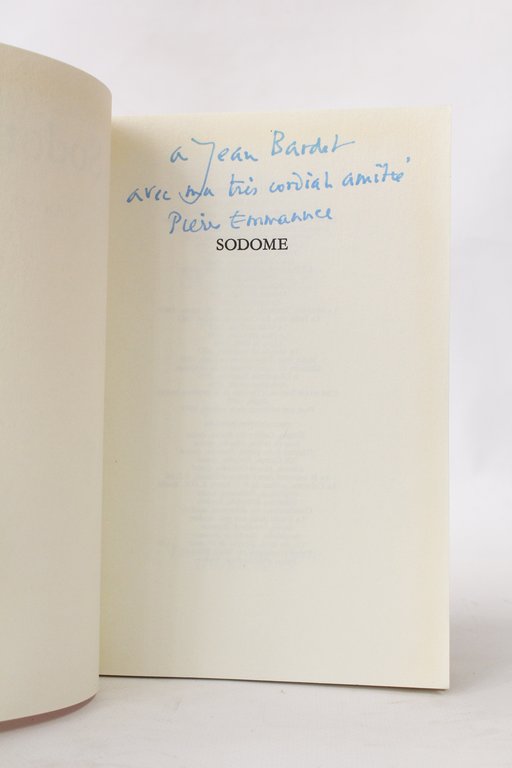 a Jean Bardet
avec ma très cordiale amitié
Pierre Emmanuel
SODOME